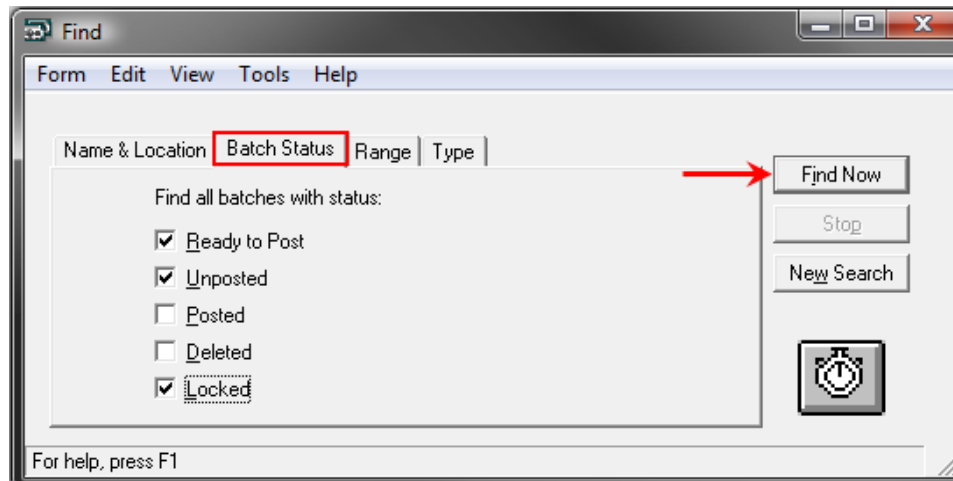 Find
Form Edit View Tools Help
Name & Location Batch Status Range Type
Find all batches with status:
Ready to Post
Unposted
Posted
Deleted
Locked
Find Now
Stop
New Search
For help, press F1